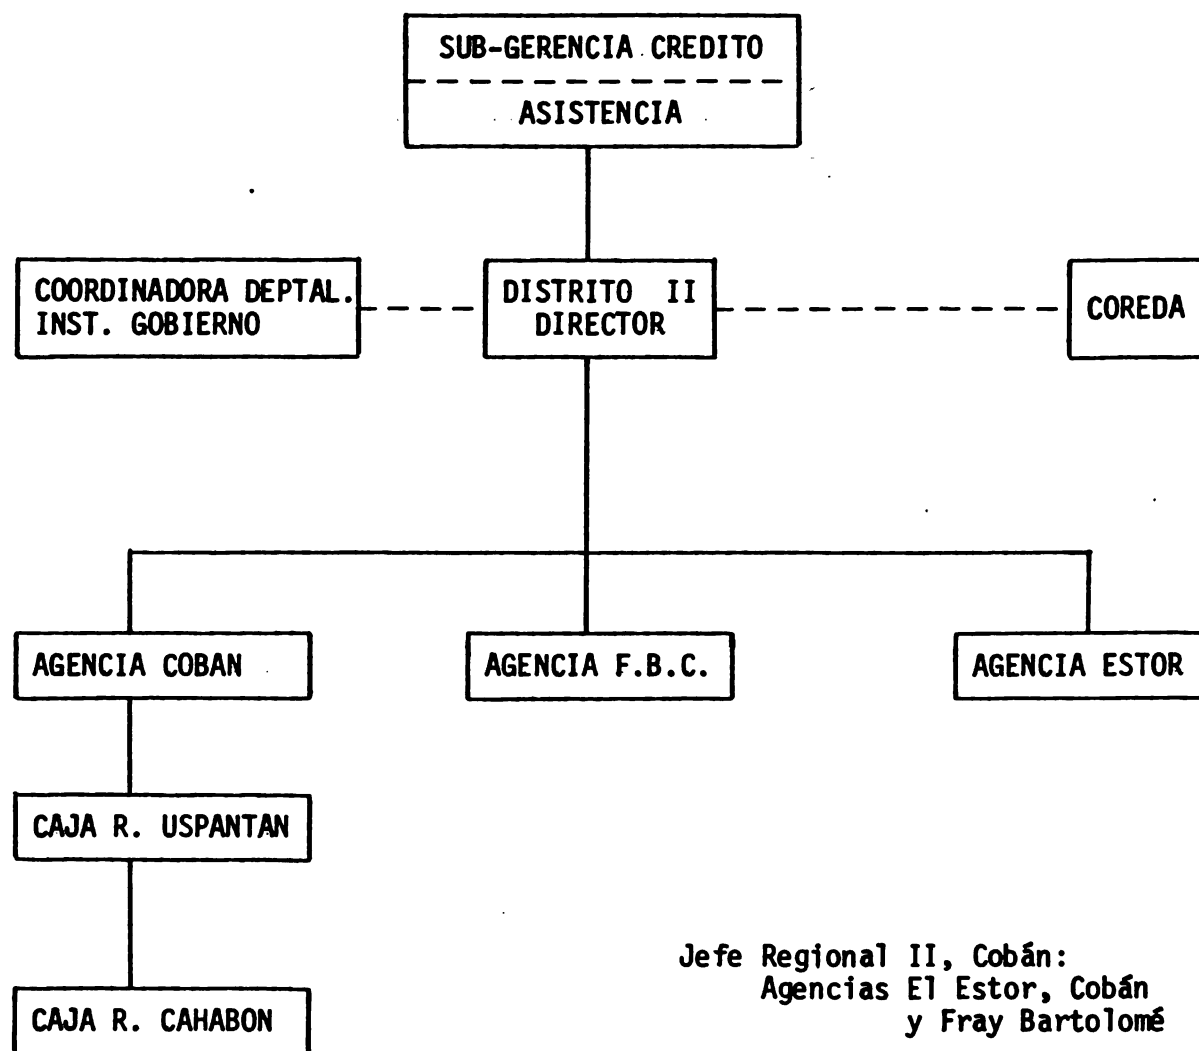 SUB-GERENCIA CREDITO
ASISTENCIA
COORDINADORA DEPTAL.
INST. GOBIERNO
DISTRITO II
DIRECTOR
COREDA
AGENCIA COBAN
AGENCIA F.B.C.
AGENCIA ESTOR
CAJA R. USPANTAN
CAJA R. CAHABON
Jefe Regional II, Cobán:
Agencias El Estor, Cobán
y Fray Bartolomé